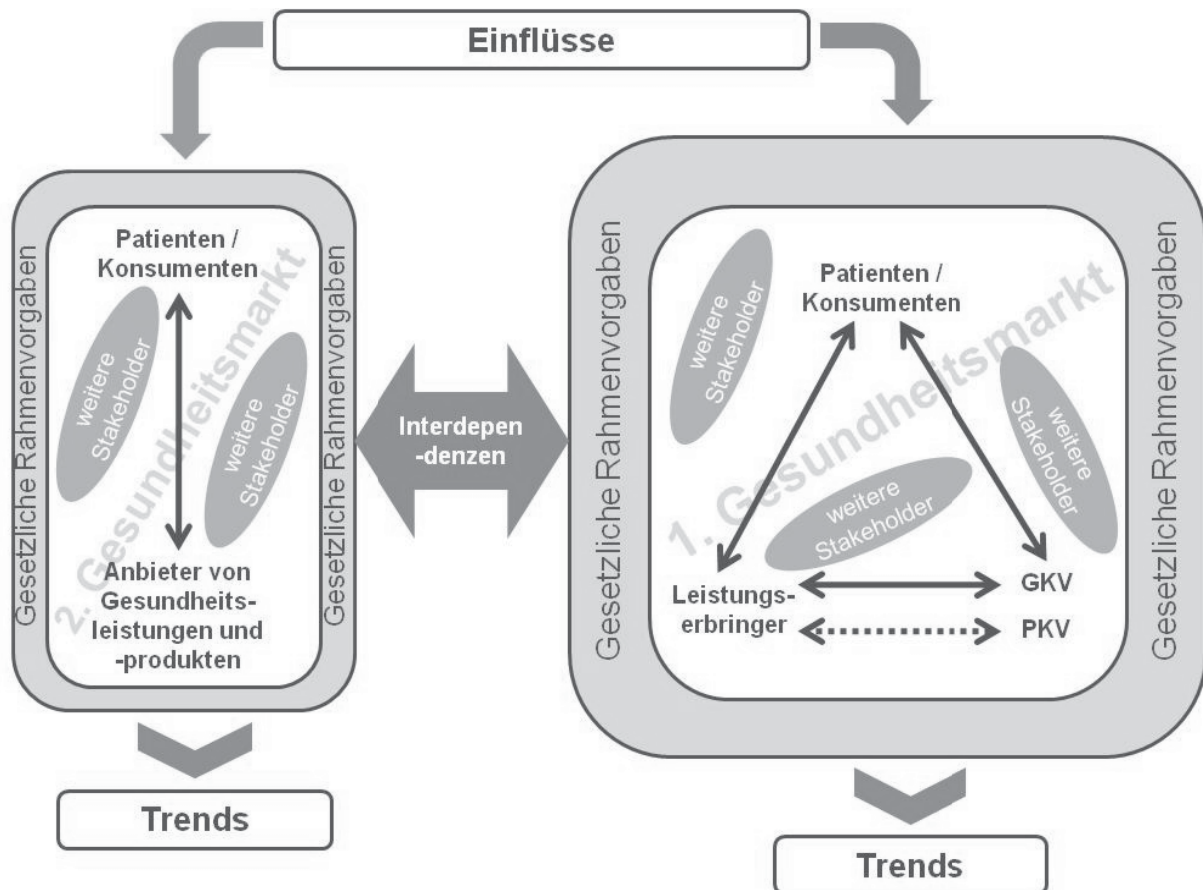 Einflüsse
Gesetzliche Rahmenvorgaben
Patienten /
Konsumenten
weitere
Stakeholder
2. Gesundheitsmarkt
weitere
Stakeholder
Anbieter von
Gesundheits-
leistungen und
-produkten
Gesetzliche Rahmenvorgaben
Trends
Interdepen
-denzen
Gesetzliche Rahmenvorgaben
weitere
Stakeholder
Patienten /
Konsumenten
1. Gesundheitsmarkt
weitere
Stakeholder
weitere
Stakeholder
Leistungs-
erbringer
GKV
PKV
Gesetzliche Rahmenvorgaben
Trends